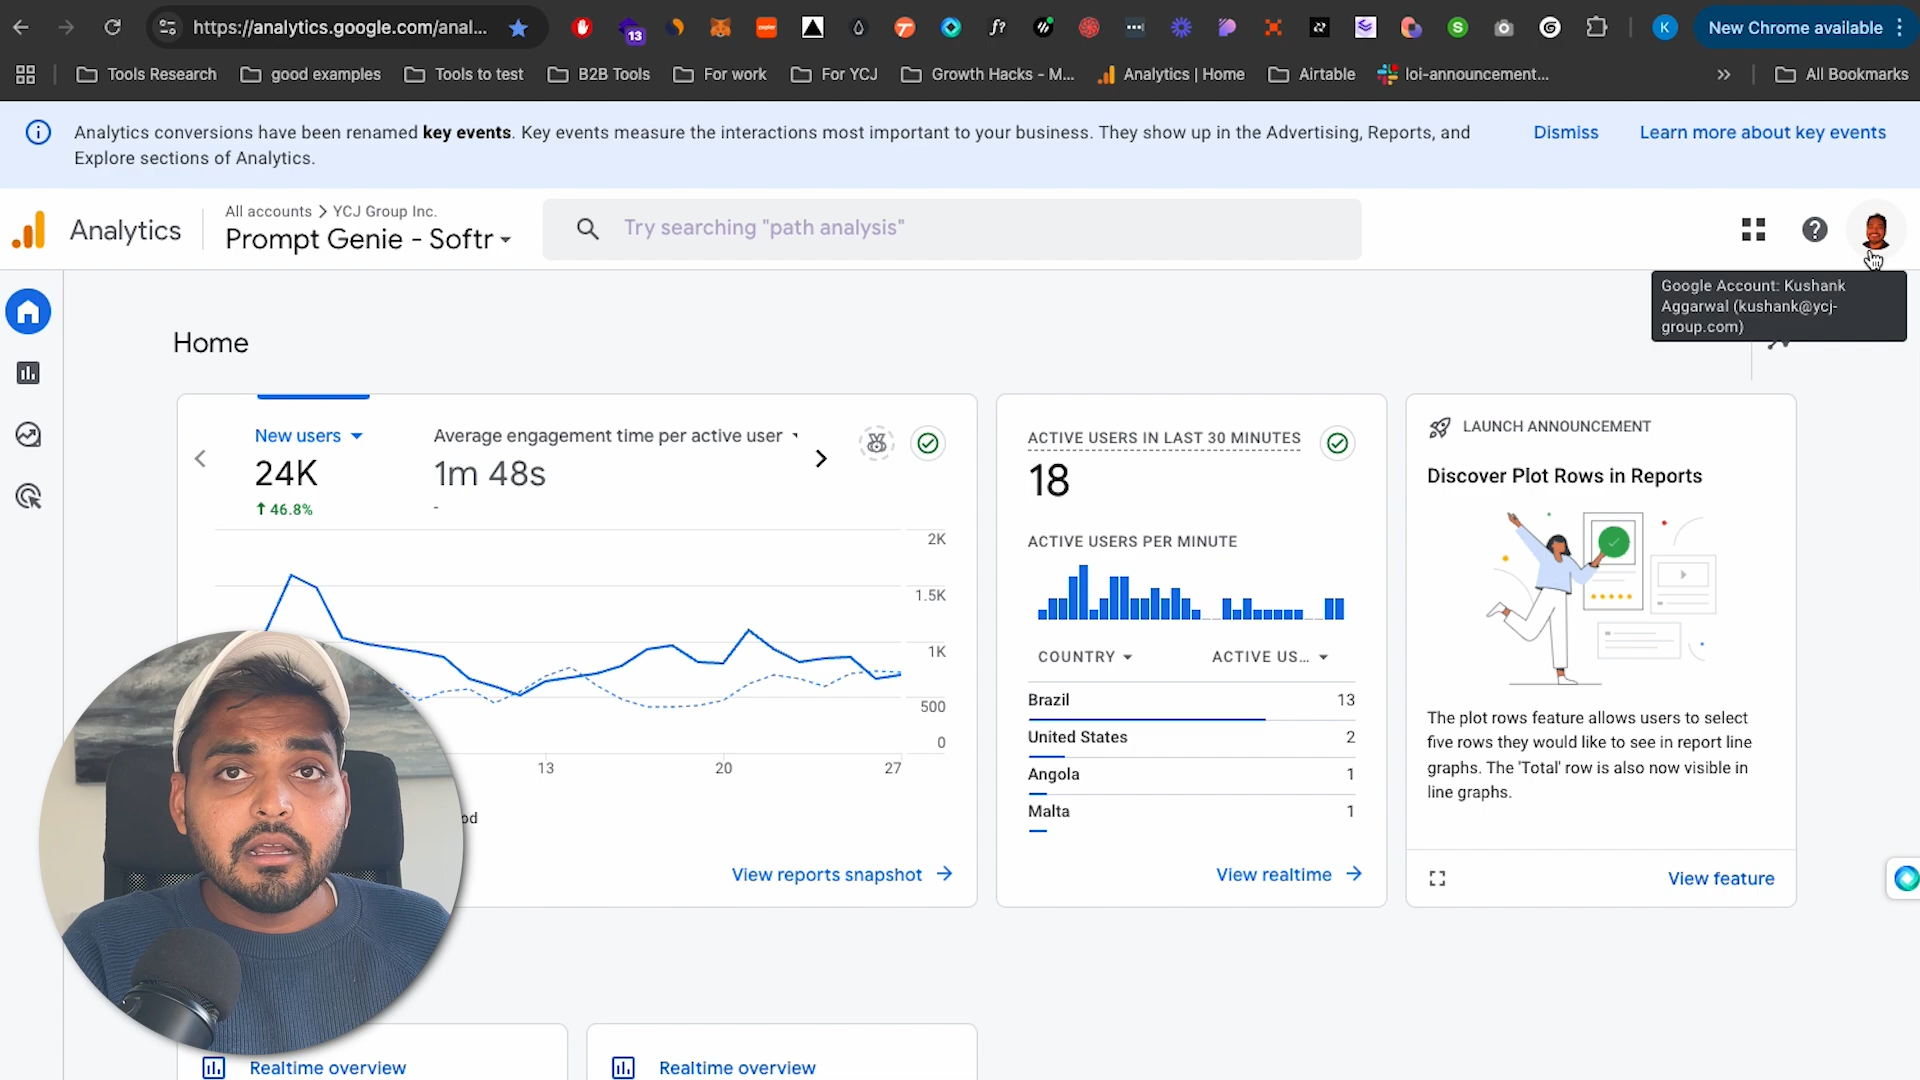 https://analytics.google.com/anal...
13
K
New Chrome available
Tools Research
good examples
Tools to test
B2B Tools
For work
For YCJ
Growth Hacks - M...
Analytics | Home
Airtable
loi-announcement...
»
All Bookmarks
Analytics conversions have been renamed key events. Key events measure the interactions most important to your business. They show up in the Advertising, Reports, and
Explore sections of Analytics.
Dismiss
Learn more about key events
Analytics
All accounts > YCJ Group Inc.
Prompt Genie - Softr
Try searching "path analysis"
Google Account: Kushank
Aggarwal (kushank@ycj-
group.com)
Home
New users
24K
↑ 46.8%
Average engagement time per active user
1m 48s
-
2K
1.5K
1K
500
0
13
20
27
od
View reports snapshot
ACTIVE USERS IN LAST 30 MINUTES
18
ACTIVE USERS PER MINUTE
COUNTRY
ACTIVE US...
Brazil 13
United States 2
Angola 1
Malta 1
View realtime
LAUNCH ANNOUNCEMENT
Discover Plot Rows in Reports
The plot rows feature allows users to select
five rows they would like to see in report line
graphs. The 'Total' row is also now visible in
line graphs.
View feature
Realtime overview
Realtime overview